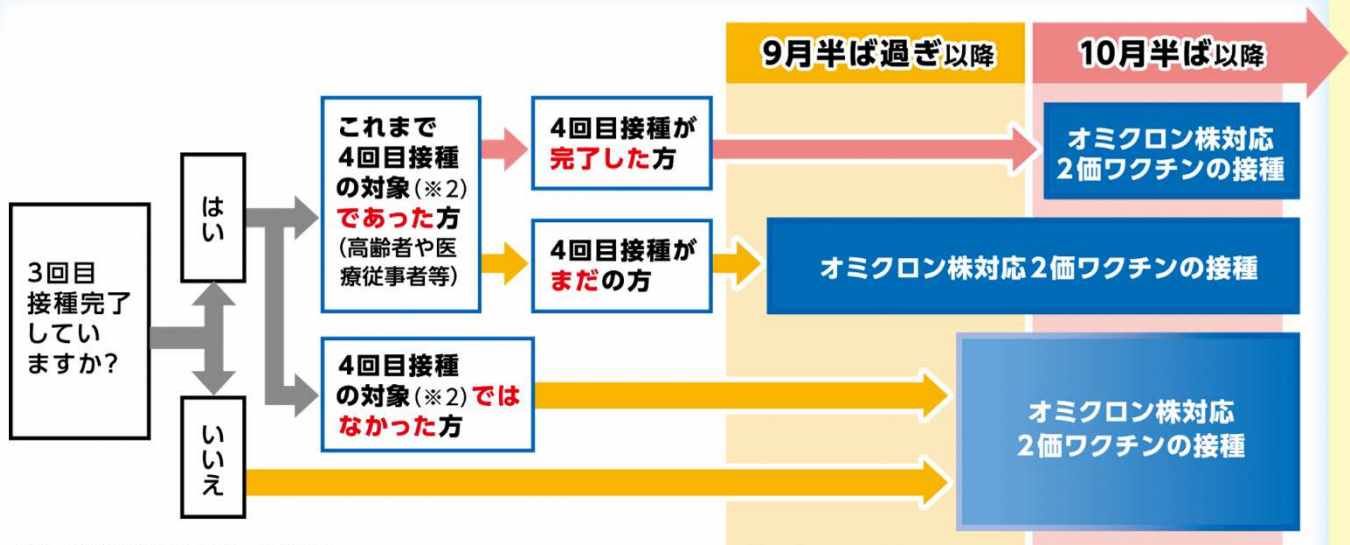 9月半ば過ぎ以降
10月半ば以降
3回目
接種完了
してい
ますか?
はい
いいえ
これまで
4回目接種
の対象(※2)
であった方
(高齢者や医
療従事者等)
4回目接種が
完了した方
オミクロン株対応
2価ワクチンの接種
4回目接種が
まだの方
オミクロン株対応2価ワクチンの接種
4回目接種
の対象(※2)では
なかった方
オミクロン株対応
2価ワクチンの接種